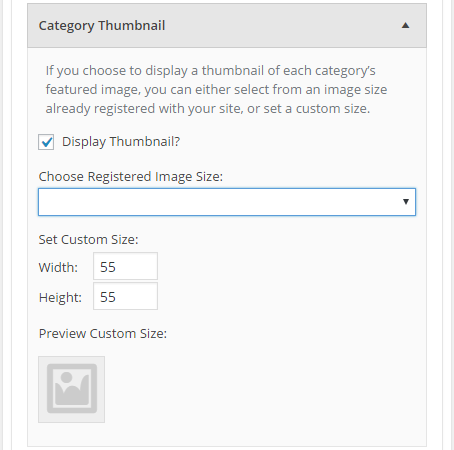 Category Thumbnail
If you choose to display a thumbnail of each category's
featured image, you can either select from an image size
already registered with your site, or set a custom size.
Display Thumbnail?
Choose Registered Image Size:
Set Custom Size:
Width: 55
Height: 55
Preview Custom Size: